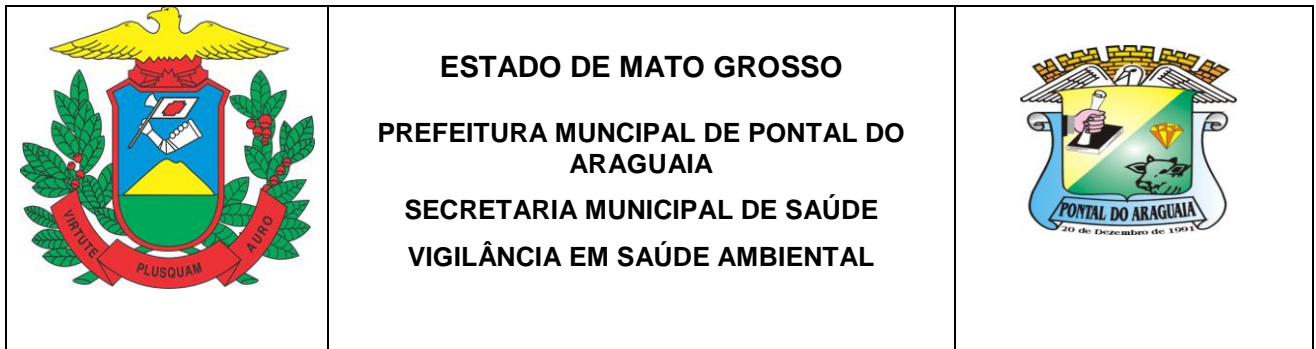 VIRTUTE
PLUSQUAM
AURO
ESTADO DE MATO GROSSO
PREFEITURA MUNCIPAL DE PONTAL DO
ARAGUAIA
SECRETARIA MUNICIPAL DE SAÚDE
VIGILÂNCIA EM SAÚDE AMBIENTAL
PONTAL DO ARAGUAIA
20 de Dezembro de 1991